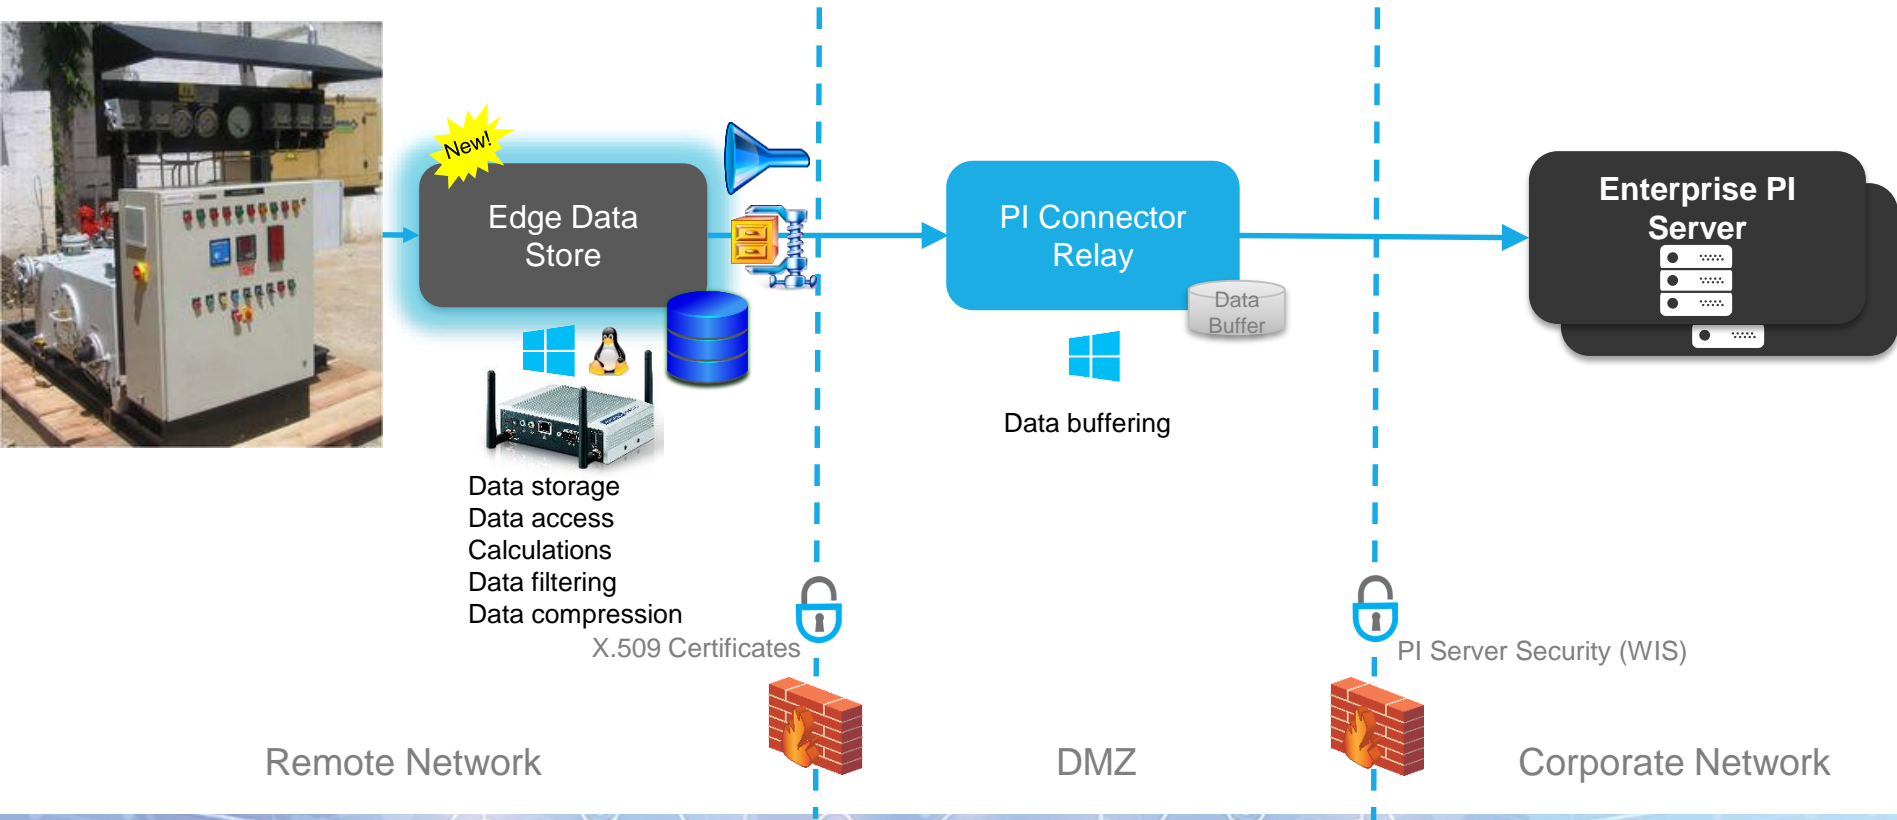 New!
Edge Data
Store
PI Connector
Relay
Data
Buffer
Enterprise PI
Server
Data buffering
Data storage
Data access
Calculations
Data filtering
Data compression
X.509 Certificates
PI Server Security (WIS)
Remote Network
DMZ
Corporate Network